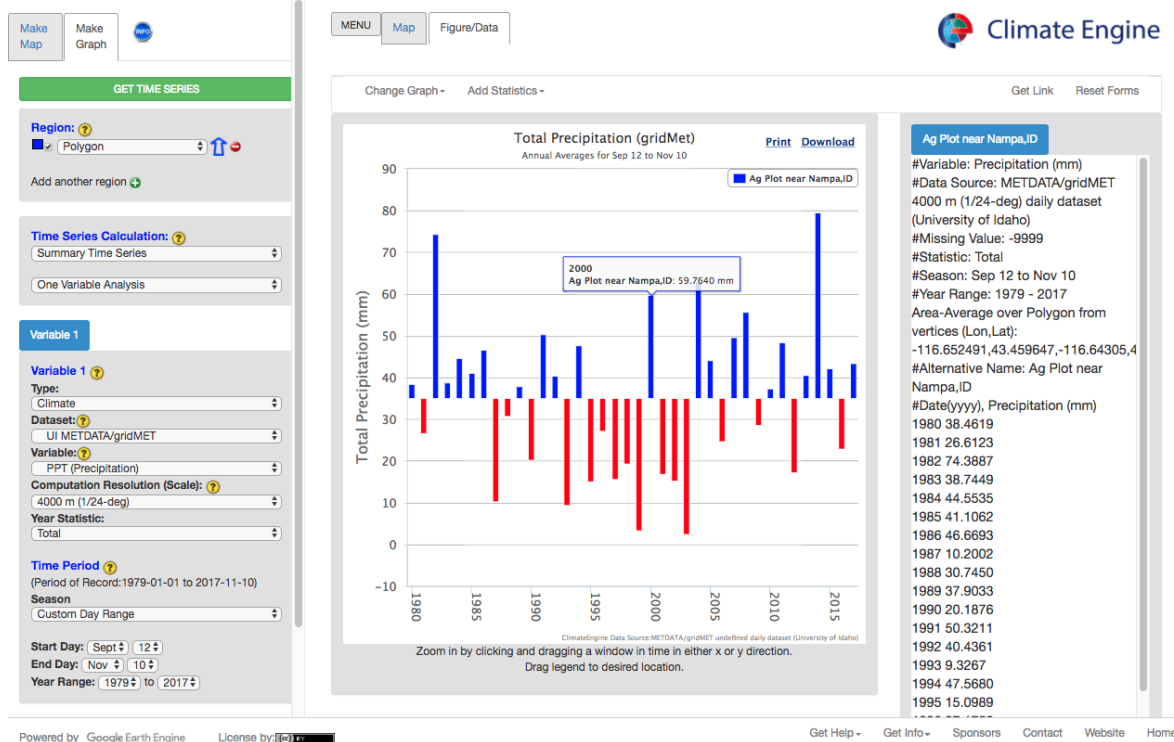 Make Map
Make Graph
INFO
GET TIME SERIES
Region: ?
Polygon
Add another region
Time Series Calculation: ?
Summary Time Series
One Variable Analysis
Variable 1
Variable 1 ?
Type:
Climate
Dataset: ?
UI METDATA/gridMET
Variable: ?
PPT (Precipitation)
Computation Resolution (Scale): ?
4000 m (1/24-deg)
Year Statistic:
Total
Time Period ?
(Period of Record:1979-01-01 to 2017-11-10)
Season
Custom Day Range
Start Day: Sept 12
End Day: Nov 10
Year Range: 1979 to 2017
MENU Map Figure/Data
Climate Engine
Change Graph Add Statistics
Get Link Reset Forms
Total Precipitation (gridMet)
Annual Averages for Sep 12 to Nov 10
Print Download
Ag Plot near Nampa,ID
Total Precipitation (mm)
90
80
70
60
50
40
30
20
10
0
−10
2000
Ag Plot near Nampa,ID: 59.7640 mm
1980 1985 1990 1995 2000 2005 2010 2015
ClimateEngine Data Source:METDATA/gridMET undefined daily dataset (University of Idaho)
Zoom in by clicking and dragging a window in time in either x or y direction.
Drag legend to desired location.
Ag Plot near Nampa,ID
#Variable: Precipitation (mm)
#Data Source: METDATA/gridMET
4000 m (1/24-deg) daily dataset
(University of Idaho)
#Missing Value: -9999
#Statistic: Total
#Season: Sep 12 to Nov 10
#Year Range: 1979 - 2017
Area-Average over Polygon from
vertices (Lon,Lat):
-116.652491,43.459647,-116.64305,4
#Alternative Name: Ag Plot near
Nampa,ID
#Date(yyyy), Precipitation (mm)
1980 38.4619
1981 26.6123
1982 74.3887
1983 38.7449
1984 44.5535
1985 41.1062
1986 46.6693
1987 10.2002
1988 30.7450
1989 37.9033
1990 20.1876
1991 50.3211
1992 40.4361
1993 9.3267
1994 47.5680
1995 15.0989
Powered by Google Earth Engine License by: (cc) BY
Get Help Get Info Sponsors Contact Website Home